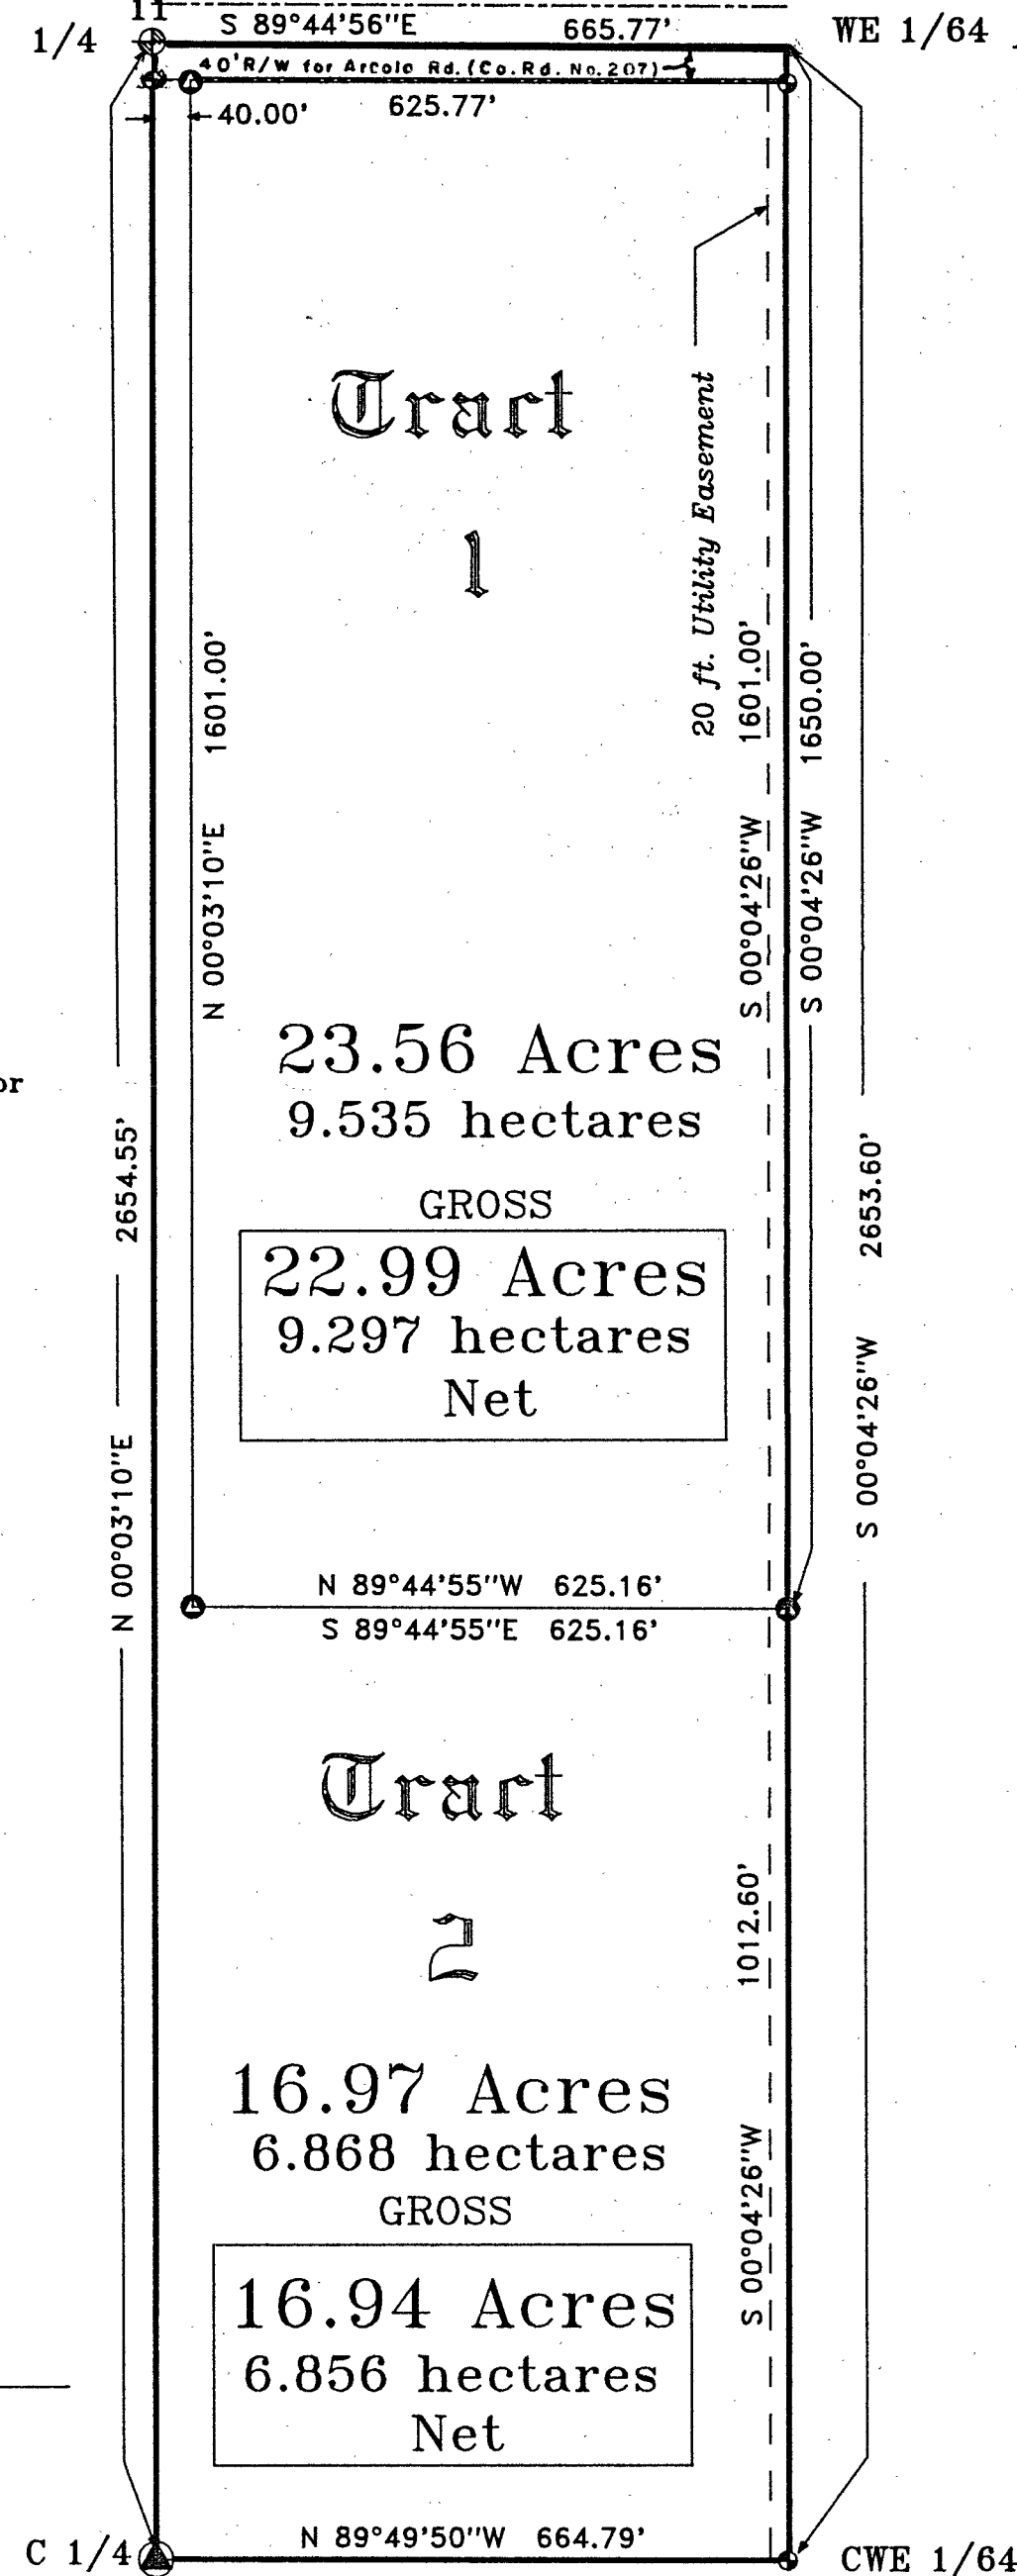 11
S 89°44'56"E 665.77'
1/4
WE 1/64
40'R/W for Arcolo Rd.(Co.Rd. No.207)
625.77'
40.00'
Tract
1
20 ft. Utility Easement
1601.00'
N 00°03'10"E
1601.00'
S 00°04'26"W
1650.00'
S 00°04'26"W
23.56 Acres
9.535 hectares
GROSS
22.99 Acres
9.297 hectares
Net
or
2654.55'
N 00°03'10"E
2653.60'
S 00°04'26"W
N 89°44'55"W 625.16'
S 89°44'55"E 625.16'
Tract
2
1012.60'
S 00°04'26"W
16.97 Acres
6.868 hectares
GROSS
16.94 Acres
6.856 hectares
Net
N 89°49'50"W 664.79'
C 1/4
CWE 1/64